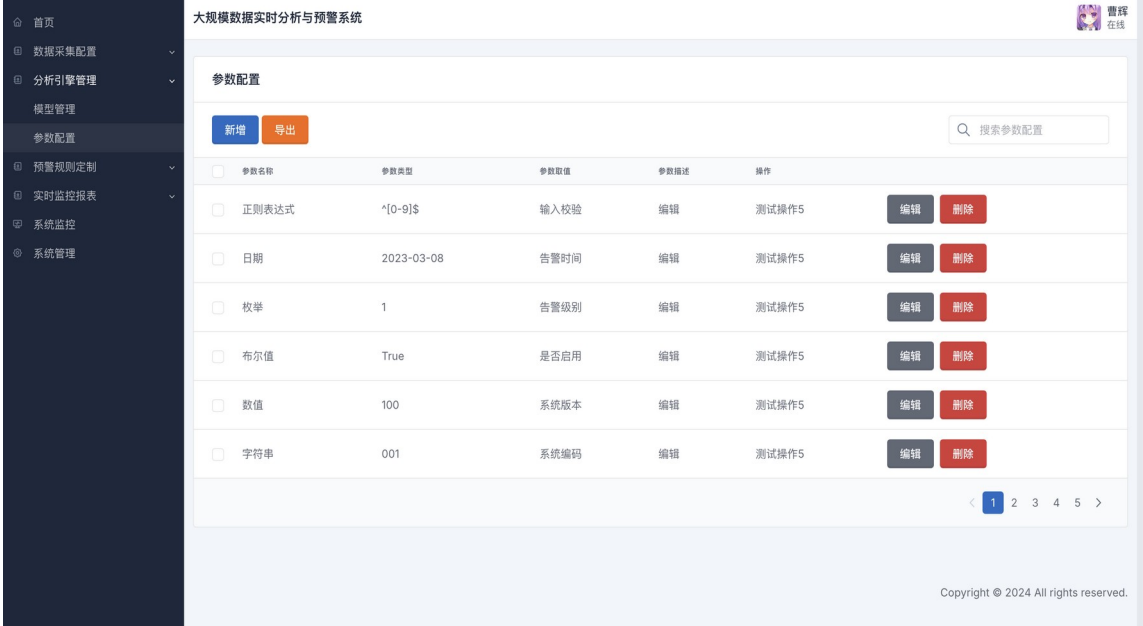 首页
数据采集配置
分析引擎管理
模型管理
参数配置
预警规则定制
实时监控报表
系统监控
系统管理
大规模数据实时分析与预警系统
曹辉
在线
参数配置
新增 导出 搜索参数配置
参数名称 参数类型 参数取值 参数描述 操作
正则表达式 ^[0-9]$ 输入校验 编辑 测试操作5 编辑 删除
日期 2023-03-08 告警时间 编辑 测试操作5 编辑 删除
枚举 1 告警级别 编辑 测试操作5 编辑 删除
布尔值 True 是否启用 编辑 测试操作5 编辑 删除
数值 100 系统版本 编辑 测试操作5 编辑 删除
字符串 001 系统编码 编辑 测试操作5 编辑 删除
1 2 3 4 5
Copyright © 2024 All rights reserved.